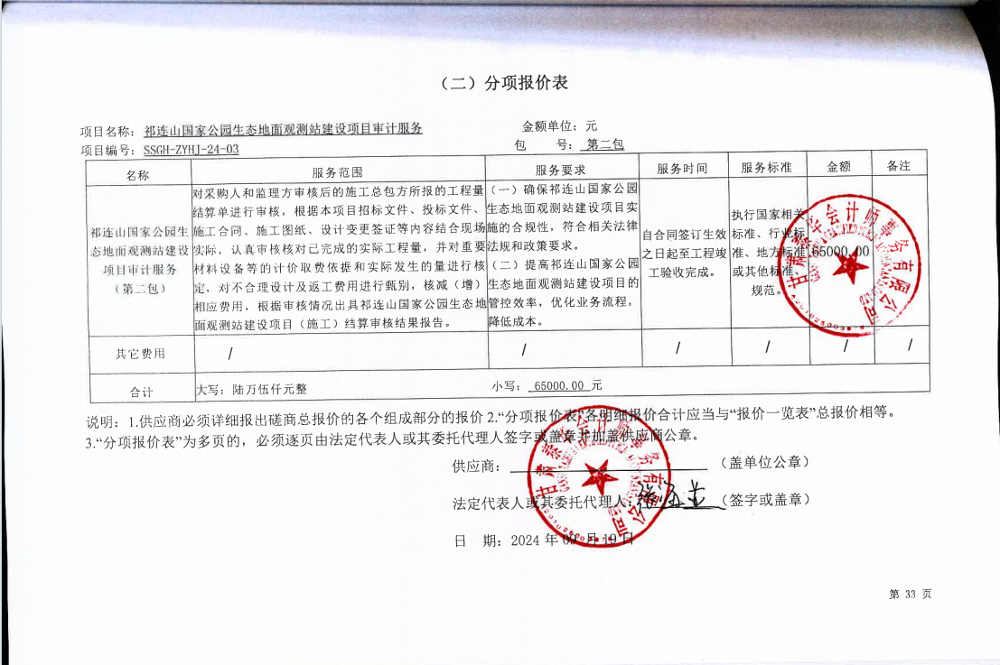 （二）分项报价表
项目名称：祁连山国家公园生态地面观测站建设项目审计服务 金额单位：元
项目编号：SSGH-ZYHJ-24-03 包 号：第二包
名称 服务范围 服务要求 服务时间 服务标准 金额 备注
祁连山国家公园生
态地面观测站建设
项目审计服务
（第二包）
对采购人和监理方审核后的施工总包方所报的工程量
结算单进行审核，根据本项目招标文件、投标文件、
施工合同、施工图纸、设计变更签证等内容结合现场
实际，认真审核核对已完成的实际工程量，并对重要
材料设备等的计价取费依据和实际发生的量进行核
定，对不合理设计及返工费用进行甄别，核减（增）
相应费用，根据审核情况出具祁连山国家公园生态地
面观测站建设项目（施工）结算审核结果报告。
（一）确保祁连山国家公园
生态地面观测站建设项目实
施的合规性，符合相关法律
法规和政策要求。
（二）提高祁连山国家公园
生态地面观测站建设项目的
管控效率，优化业务流程，
降低成本。
自合同签订生效
之日起至工程竣
工验收完成。
执行国家相关
标准、行业标
准、地方标准
或其他标准、
规范。
65000.00
其它费用 / / / / / /
合计 大写：陆万伍仟元整 小写：65000.00 元
说明：1.供应商必须详细报出磋商总报价的各个组成部分的报价 2.“分项报价表”各明细报价合计应当与“报价一览表”总报价相等。
3.“分项报价表”为多页的，必须逐页由法定代表人或其委托代理人签字或盖章并加盖供应商公章。
供应商： （盖单位公章）
法定代表人或其委托代理人： （签字或盖章）
日 期：2024 年 09 月 19 日
第 33 页